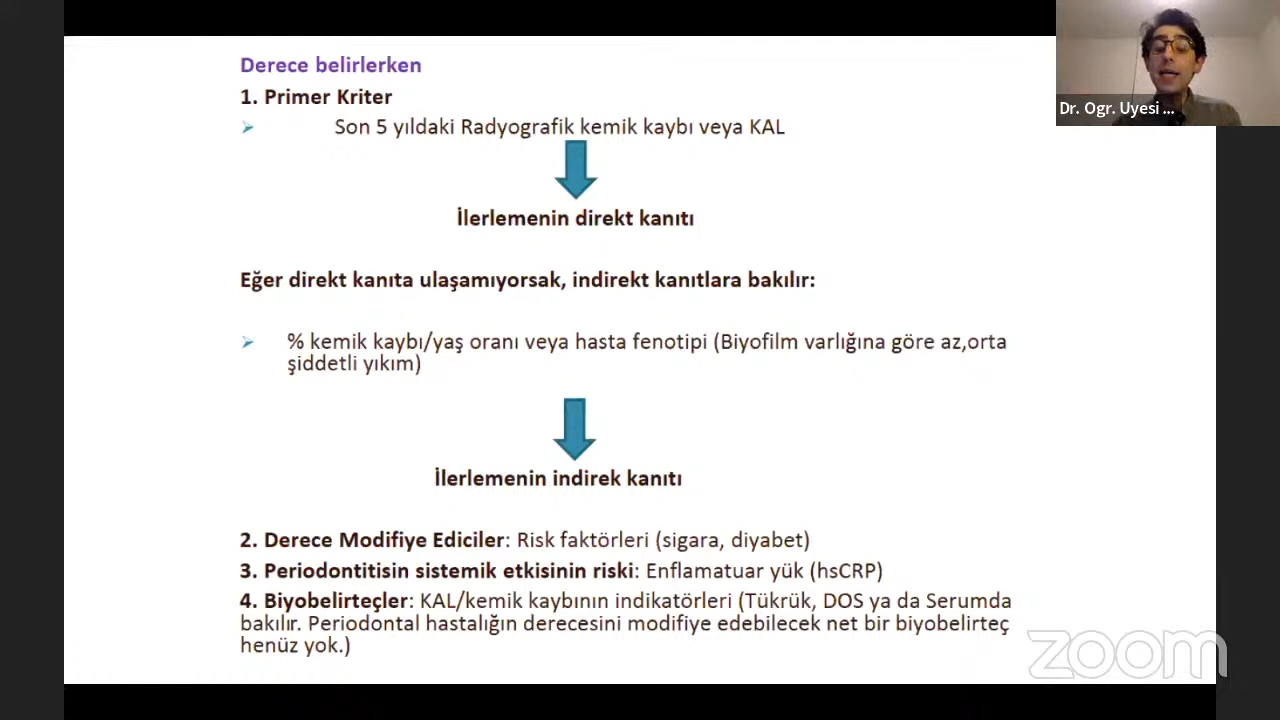 Derece belirlerken
1. Primer Kriter
➢ Son 5 yıldaki Radyografik kemik kaybı veya KAL
İlerlemenin direkt kanıtı
Eğer direkt kanıta ulaşamıyorsak, indirekt kanıtlara bakılır:
➢ % kemik kaybı/yaş oranı veya hasta fenotipi (Biyofilm varlığına göre az,orta
şiddetli yıkım)
İlerlemenin indirek kanıtı
2. Derece Modifiye Ediciler: Risk faktörleri (sigara, diyabet)
3. Periodontitisin sistemik etkisinin riski: Enflamatuar yük (hsCRP)
4. Biyobelirteçler: KAL/kemik kaybının indikatörleri (Tükrük, DOS ya da Serumda
bakılır. Periodontal hastalığın derecesini modifiye edebilecek net bir biyobelirteç
henüz yok.)
Dr. Ogr. Uyesi ...
zoom